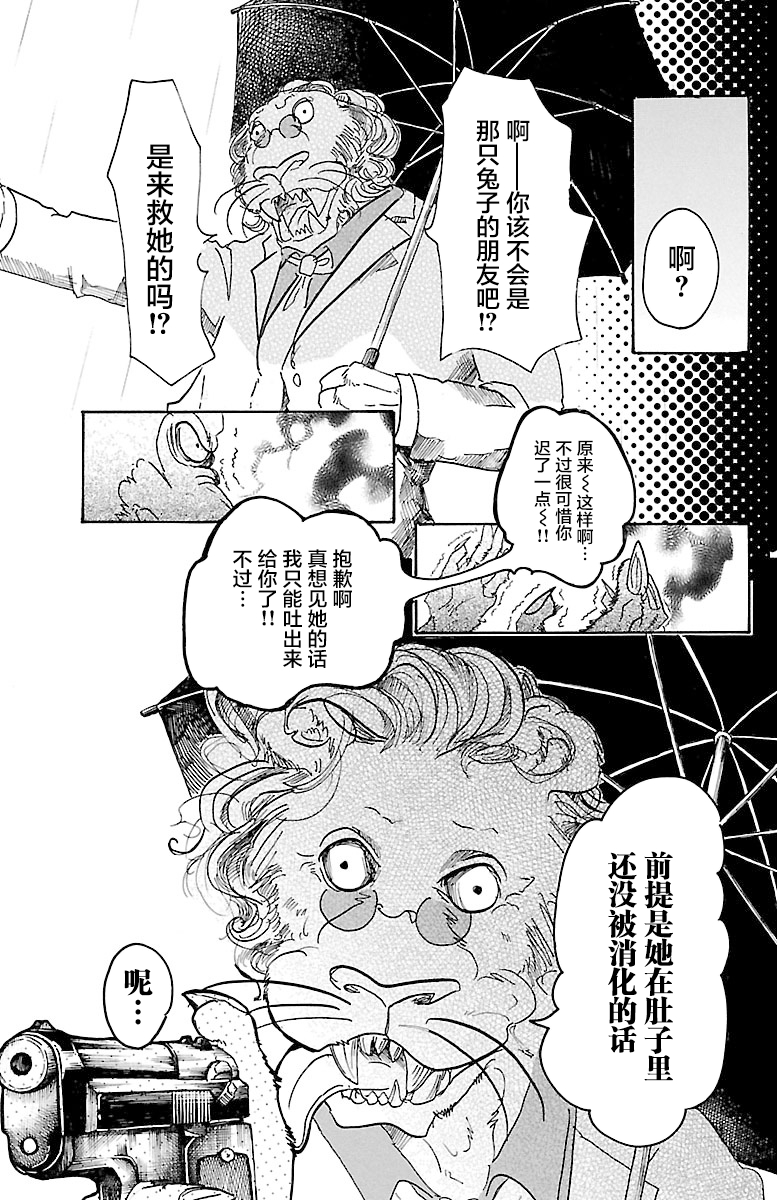 啊?
啊——你该不会是
那只兔子的朋友吧!?
是来救她的吗!?
原来~这样啊…
不过很可惜你
迟了一点~!!
抱歉啊
真想见她的话
我只能吐出来
给你了!!
不过…
前提是她在肚子里
还没被消化的话
呢…